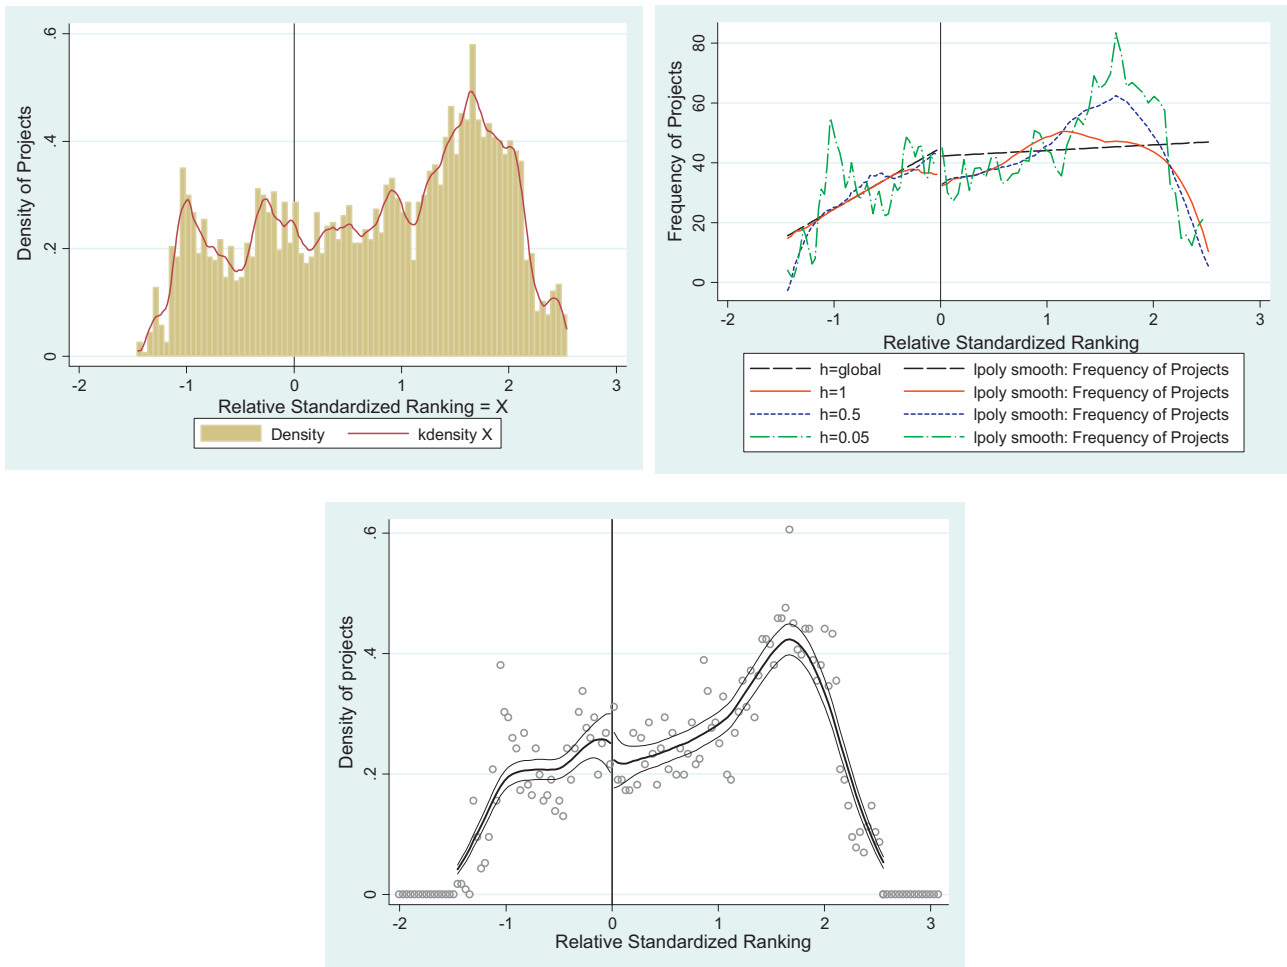 Density of Projects
.6
.4
.2
0
-2 -1 0 1 2 3
Relative Standardized Ranking = X
Density kdensity X
Frequency of Projects
80
60
40
20
0
-2 -1 0 1 2 3
Relative Standardized Ranking
h=global lpoly smooth: Frequency of Projects
h=1 lpoly smooth: Frequency of Projects
h=0.5 lpoly smooth: Frequency of Projects
h=0.05 lpoly smooth: Frequency of Projects
Density of projects
.6
.4
.2
0
-2 -1 0 1 2 3
Relative Standardized Ranking